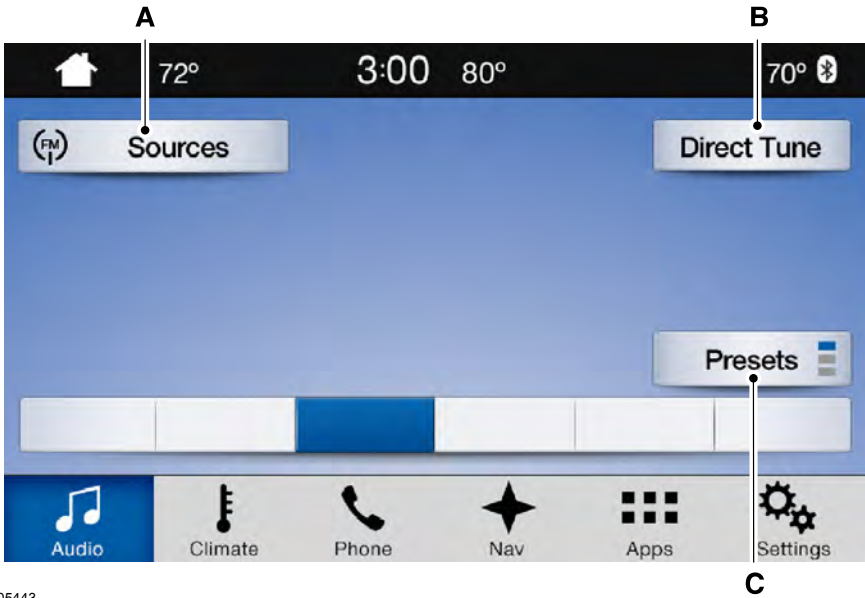 A B
72º 3:00 80º 70º
FM Sources Direct Tune
Presets
Audio Climate Phone Nav Apps Settings
C